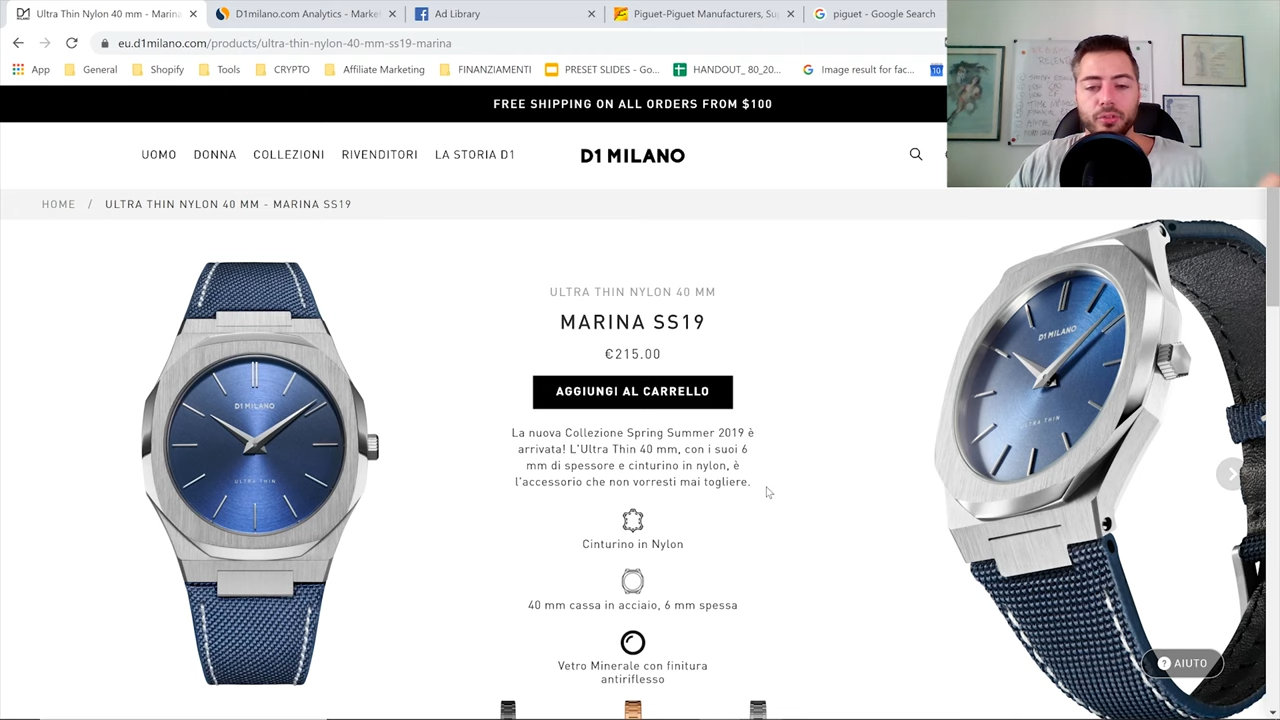 Ultra Thin Nylon 40 mm - Marina
D1milano.com Analytics - Marke
Ad Library
Piguet-Piguet Manufacturers, Su
piguet - Google Search
eu.d1milano.com/products/ultra-thin-nylon-40-mm-ss19-marina
App
General
Shopify
Tools
CRYPTO
Affiliate Marketing
FINANZIAMENTI
PRESET SLIDES - Go...
HANDOUT_ 80_20...
Image result for fac...
10
FREE SHIPPING ON ALL ORDERS FROM $100
UOMO
DONNA
COLLEZIONI
RIVENDITORI
LA STORIA D1
D1 MILANO
HOME / ULTRA THIN NYLON 40 MM - MARINA SS19
ULTRA THIN NYLON 40 MM
MARINA SS19
€215.00
AGGIUNGI AL CARRELLO
La nuova Collezione Spring Summer 2019 è
arrivata! L'Ultra Thin 40 mm, con i suoi 6
mm di spessore e cinturino in nylon, è
l'accessorio che non vorresti mai togliere.
Cinturino in Nylon
40 mm cassa in acciaio, 6 mm spessa
Vetro Minerale con finitura
antiriflesso
D1 MILANO
ULTRA THIN
D1 MILANO
ULTRA THIN
? AIUTO